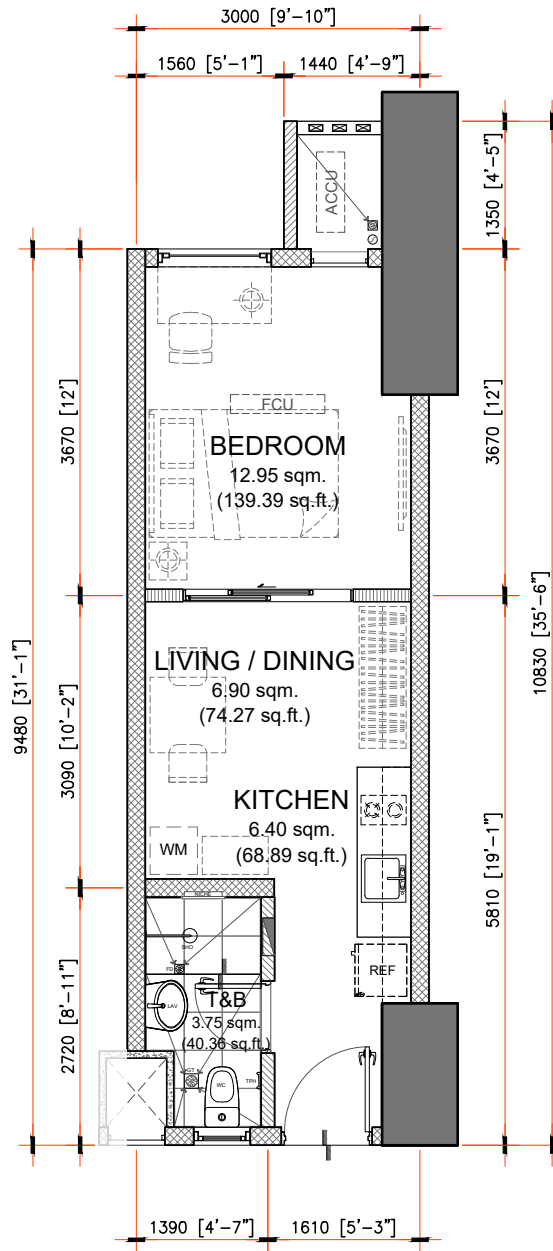 3000 [9'-10"]
1560 [5'-1"]
1440 [4'-9"]
ACCU
1350 [4'-5"]
3670 [12']
3670 [12']
FCU
BEDROOM
12.95 sqm.
(139.39 sq.ft.)
10830 [35'-6"]
9480 [31'-1"]
LIVING / DINING
6.90 sqm.
(74.27 sq.ft.)
3090 [10'-2"]
KITCHEN
6.40 sqm.
(68.89 sq.ft.)
WM
5810 [19'-1"]
NICHE
SHO
FD
REF
LAV
T&B
3.75 sqm.
(40.36 sq.ft.)
2720 [8'-11"]
GT
WC
TPH
1390 [4'-7"]
1610 [5'-3"]